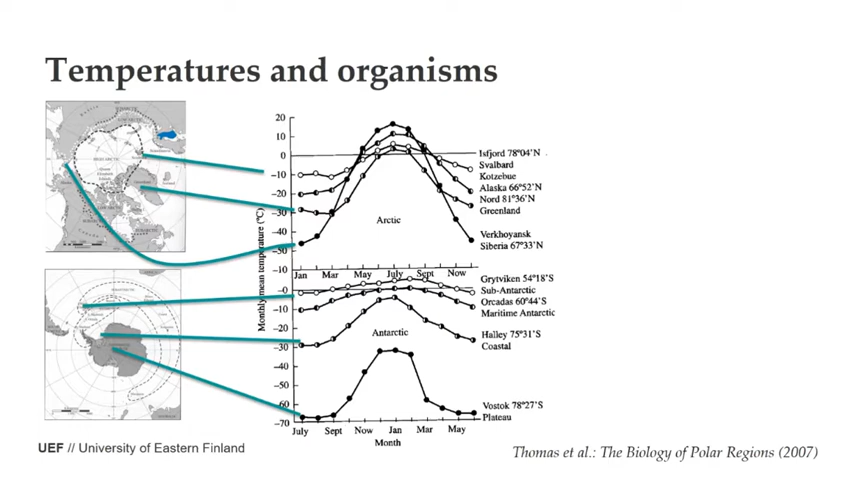 Temperatures and organisms
20
10
0
−10
−20
−30
−40
−50
Monthly mean temperature (°C)
Arctic
Isfjord 78°04′N
Svalbard
Kotzebue
Alaska 66°52′N
Nord 81°36′N
Greenland
Verkhoyansk
Siberia 67°33′N
Jan Mar May July Sept Nov
−10
−0
−10
−20
−30
−40
−50
−60
−70
Antarctic
Grytviken 54°18′S
Sub-Antarctic
Orcadas 60°44′S
Maritime Antarctic
Halley 75°31′S
Coastal
Vostok 78°27′S
Plateau
July Sept Nov Jan Mar May
Month
UEF // University of Eastern Finland
Thomas et al.: The Biology of Polar Regions (2007)